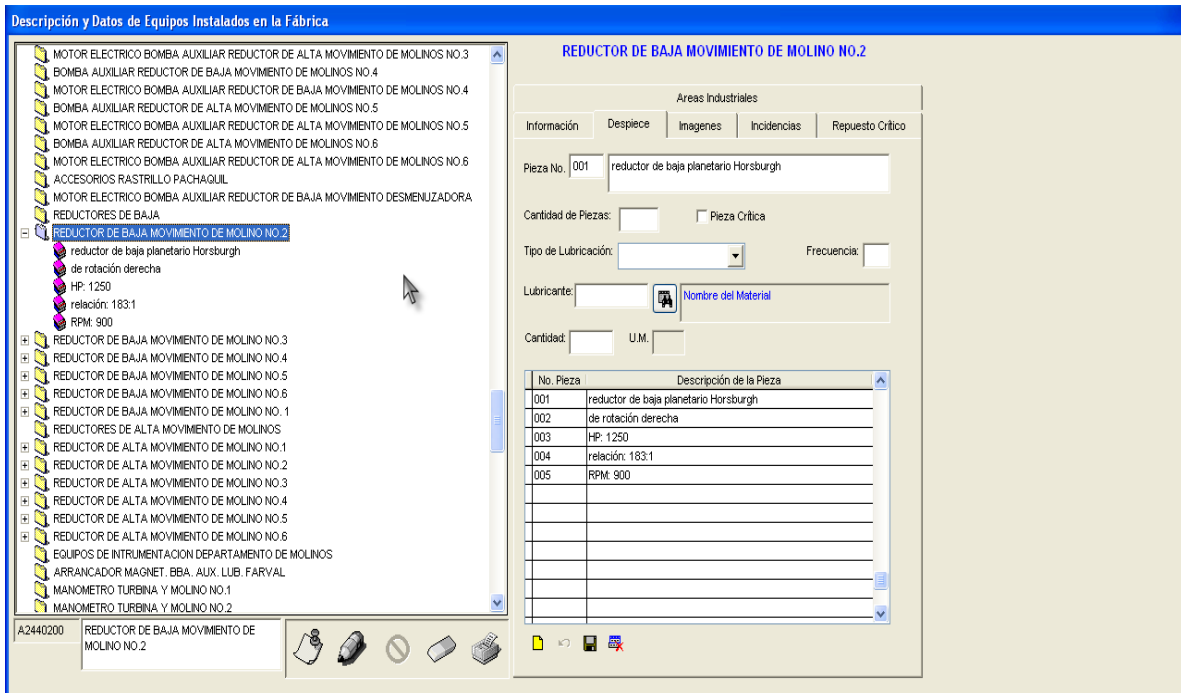 Descripción y Datos de Equipos Instalados en la Fábrica
MOTOR ELECTRICO BOMBA AUXILIAR REDUCTOR DE ALTA MOVIMIENTO DE MOLINOS NO.3
BOMBA AUXILIAR REDUCTOR DE BAJA MOVIMIENTO DE MOLINOS NO.4
MOTOR ELECTRICO BOMBA AUXILIAR REDUCTOR DE BAJA MOVIMIENTO DE MOLINOS NO.4
BOMBA AUXILIAR REDUCTOR DE ALTA MOVIMIENTO DE MOLINOS NO.5
MOTOR ELECTRICO BOMBA AUXILIAR REDUCTOR DE ALTA MOVIMIENTO DE MOLINOS NO.5
BOMBA AUXILIAR REDUCTOR DE ALTA MOVIMIENTO DE MOLINOS NO.6
MOTOR ELECTRICO BOMBA AUXILIAR REDUCTOR DE ALTA MOVIMIENTO DE MOLINOS NO.6
ACCESORIOS RASTRILLO PACHAQUIL
MOTOR ELECTRICO BOMBA AUXILIAR REDUCTOR DE BAJA MOVIMIENTO DESMENUZADORA
REDUCTORES DE BAJA
REDUCTOR DE BAJA MOVIMIENTO DE MOLINO NO.2
reductor de baja planetario Horsburgh
de rotación derecha
HP: 1250
relación: 183:1
RPM: 900
REDUCTOR DE BAJA MOVIMIENTO DE MOLINO NO.3
REDUCTOR DE BAJA MOVIMIENTO DE MOLINO NO.4
REDUCTOR DE BAJA MOVIMIENTO DE MOLINO NO.5
REDUCTOR DE BAJA MOVIMIENTO DE MOLINO NO.6
REDUCTOR DE BAJA MOVIMIENTO DE MOLINO NO. 1
REDUCTORES DE ALTA MOVIMIENTO DE MOLINOS
REDUCTOR DE ALTA MOVIMIENTO DE MOLINO NO.1
REDUCTOR DE ALTA MOVIMIENTO DE MOLINO NO.2
REDUCTOR DE ALTA MOVIMIENTO DE MOLINO NO.3
REDUCTOR DE ALTA MOVIMIENTO DE MOLINO NO.4
REDUCTOR DE ALTA MOVIMIENTO DE MOLINO NO.5
REDUCTOR DE ALTA MOVIMIENTO DE MOLINO NO.6
EQUIPOS DE INTRUMENTACION DEPARTAMENTO DE MOLINOS
ARRANCADOR MAGNET. BBA. AUX. LUB. FARVAL
MANOMETRO TURBINA Y MOLINO NO.1
MANOMETRO TURBINA Y MOLINO NO.2
A2440200
REDUCTOR DE BAJA MOVIMIENTO DE
MOLINO NO.2
REDUCTOR DE BAJA MOVIMIENTO DE MOLINO NO.2
Areas Industriales
Información Despiece Imagenes Incidencias Repuesto Crítico
Pieza No. 001 reductor de baja planetario Horsburgh
Cantidad de Piezas: Pieza Crítica
Tipo de Lubricación: Frecuencia:
Lubricante: Nombre del Material
Cantidad: U.M.
No. Pieza Descripción de la Pieza
001 reductor de baja planetario Horsburgh
002 de rotación derecha
003 HP: 1250
004 relación: 183:1
005 RPM: 900